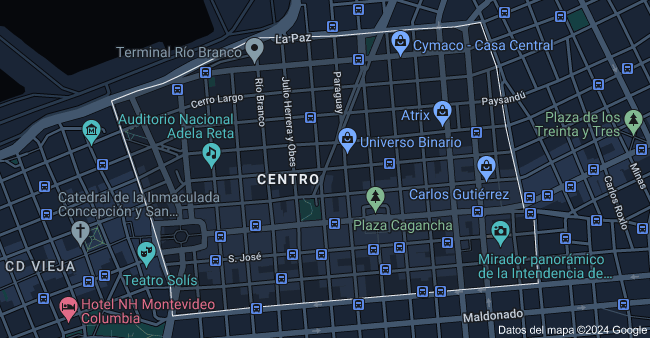 La Paz
Terminal Río Branco
Cymaco - Casa Central
Cerro Largo
Río Branco
Julio Herrera y Obes
Paraguay
Paysandú
Auditorio Nacional
Adela Reta
Atrix
Plaza de los
Treinta y Tres
Universo Binario
CENTRO
Carlos Gutiérrez
Minas
Carlos Roxlo
Catedral de la Inmaculada
Concepción y San...
Plaza Cagancha
S. José
CD VIEJA
Teatro Solís
Mirador panorámico
de la Intendencia de...
Hotel NH Montevideo
Columbia
Maldonado
Datos del mapa ©2024 Google